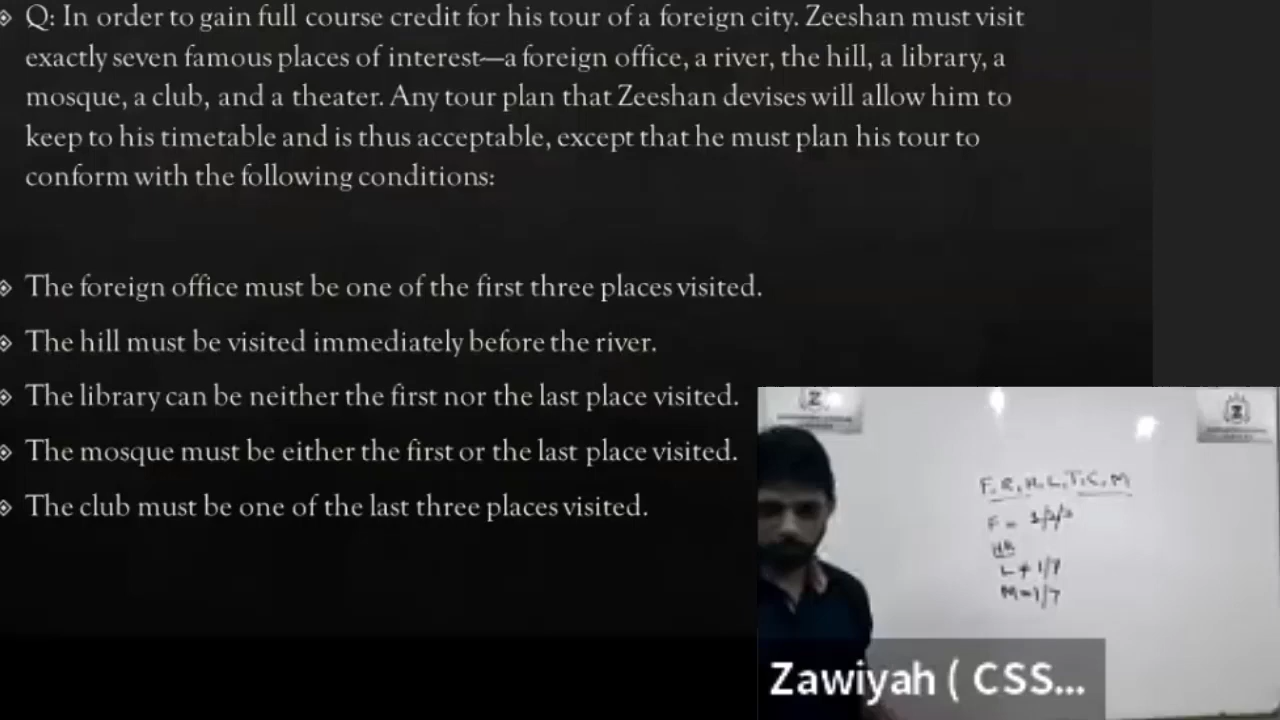 Q: In order to gain full course credit for his tour of a foreign city. Zeeshan must visit
exactly seven famous places of interest—a foreign office, a river, the hill, a library, a
mosque, a club, and a theater. Any tour plan that Zeeshan devises will allow him to
keep to his timetable and is thus acceptable, except that he must plan his tour to
conform with the following conditions:
The foreign office must be one of the first three places visited.
The hill must be visited immediately before the river.
The library can be neither the first nor the last place visited.
The mosque must be either the first or the last place visited.
The club must be one of the last three places visited.
Z
Z
F, R, H, L, T, C, M
F = 1/2/3
HR
L ≠ 1/7
M = 1/7
Zawiyah ( CSS...